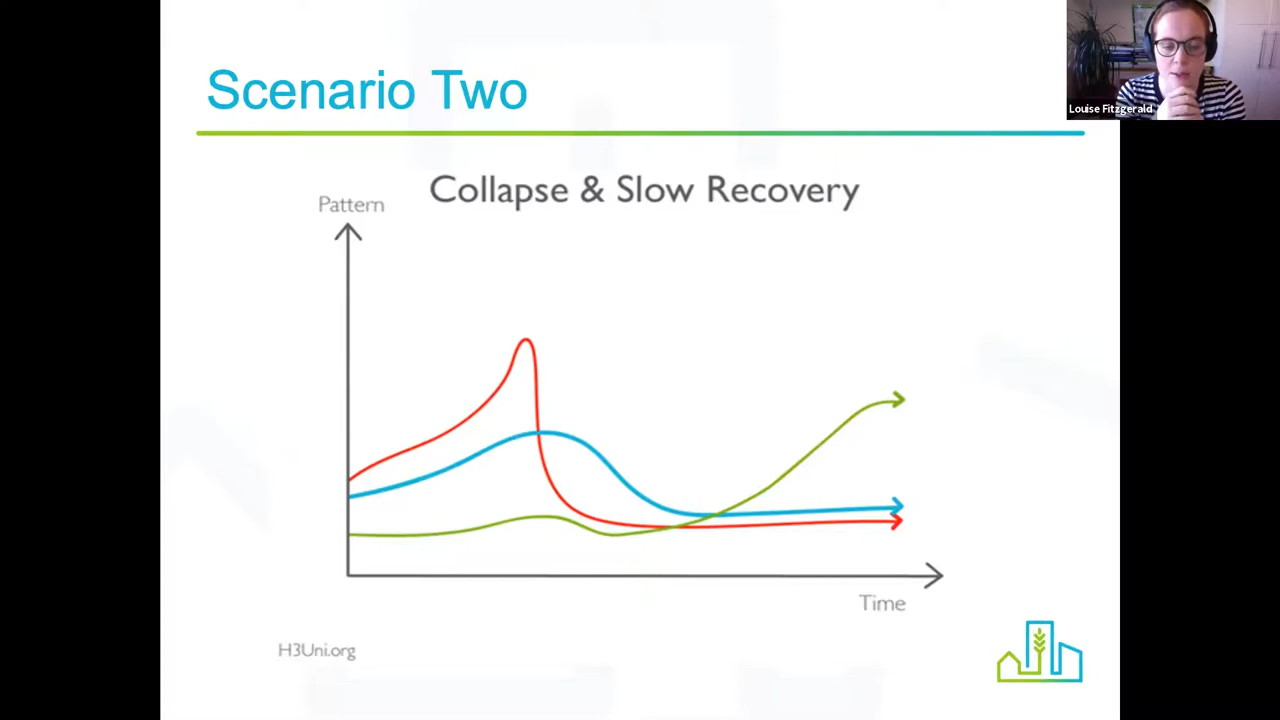 Scenario Two
Louise Fitzgerald
Collapse & Slow Recovery
Pattern
Time
H3Uni.org